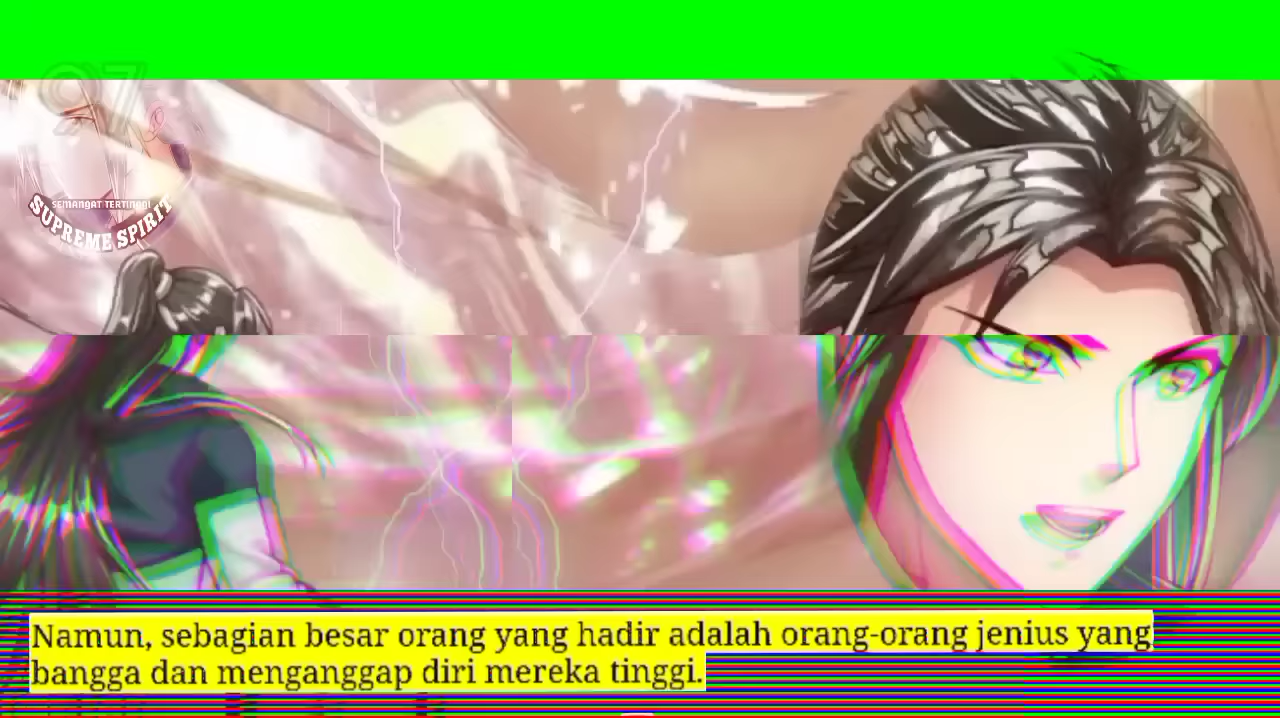 97
SEMANGAT TERTINGGI
SUPREME SPIRIT
Namun, sebagian besar orang yang hadir adalah orang-orang jenius yang
bangga dan menganggap diri mereka tinggi.